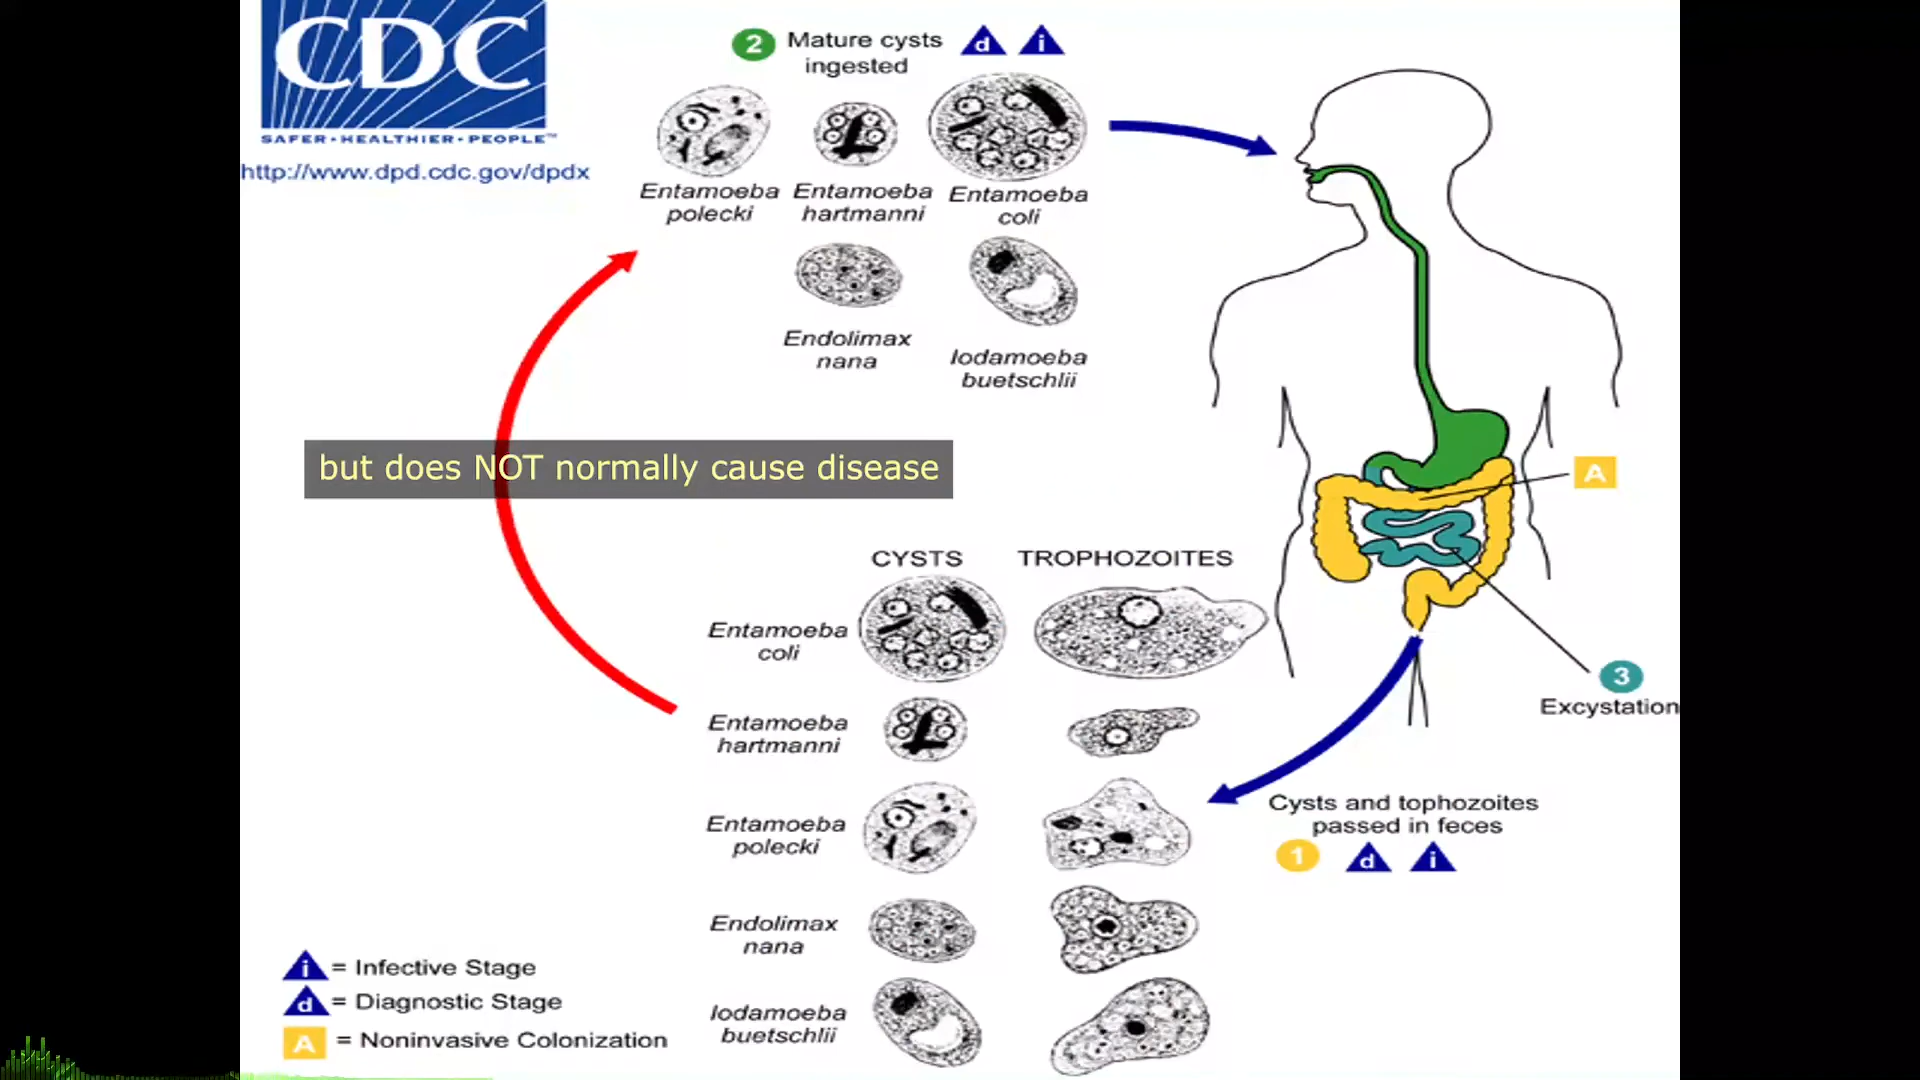 CDC
SAFER•HEALTHIER•PEOPLE™
http://www.dpd.cdc.gov/dpdx
2 Mature cysts d i
ingested
Entamoeba
polecki
Entamoeba
hartmanni
Entamoeba
coli
Endolimax
nana
Iodamoeba
buetschlii
but does NOT normally cause disease
A
CYSTS TROPHOZOITES
Entamoeba
coli
Entamoeba
hartmanni
Entamoeba
polecki
Endolimax
nana
Iodamoeba
buetschlii
3
Excystation
Cysts and tophozoites
passed in feces
1 d i
i = Infective Stage
d = Diagnostic Stage
A = Noninvasive Colonization